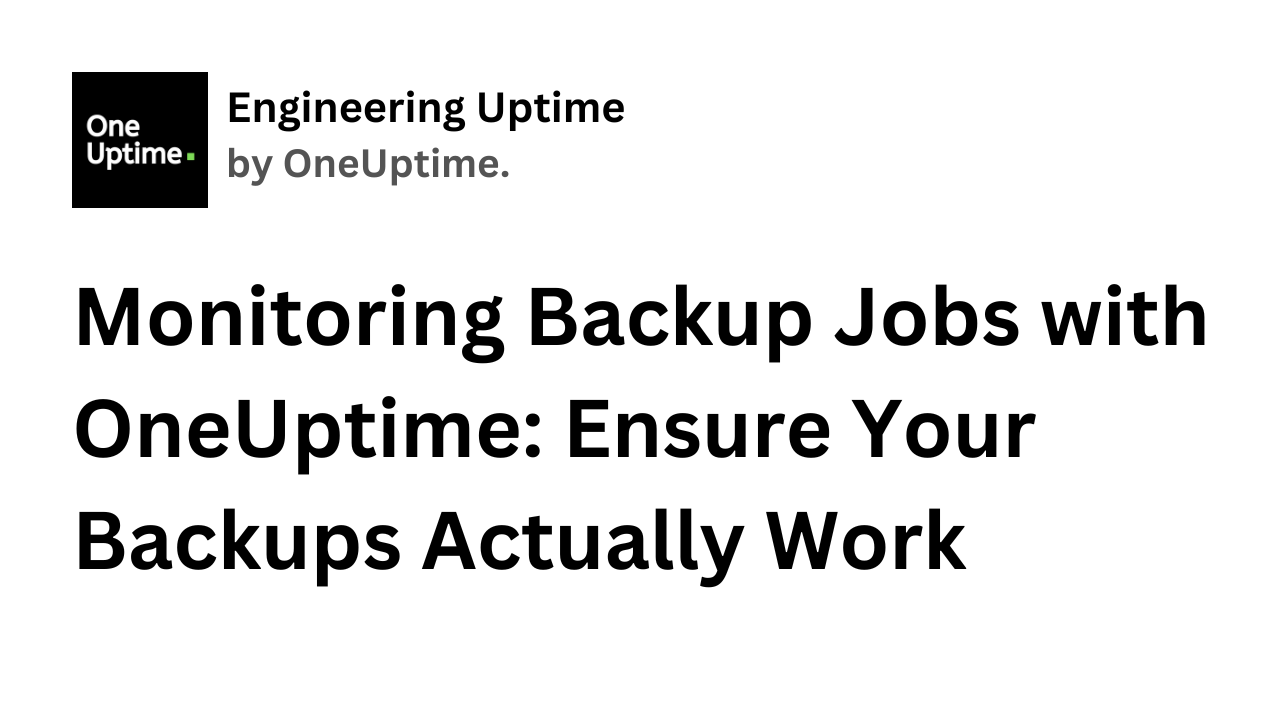 One
Uptime.
Engineering Uptime
by OneUptime.
Monitoring Backup Jobs with
OneUptime: Ensure Your
Backups Actually Work